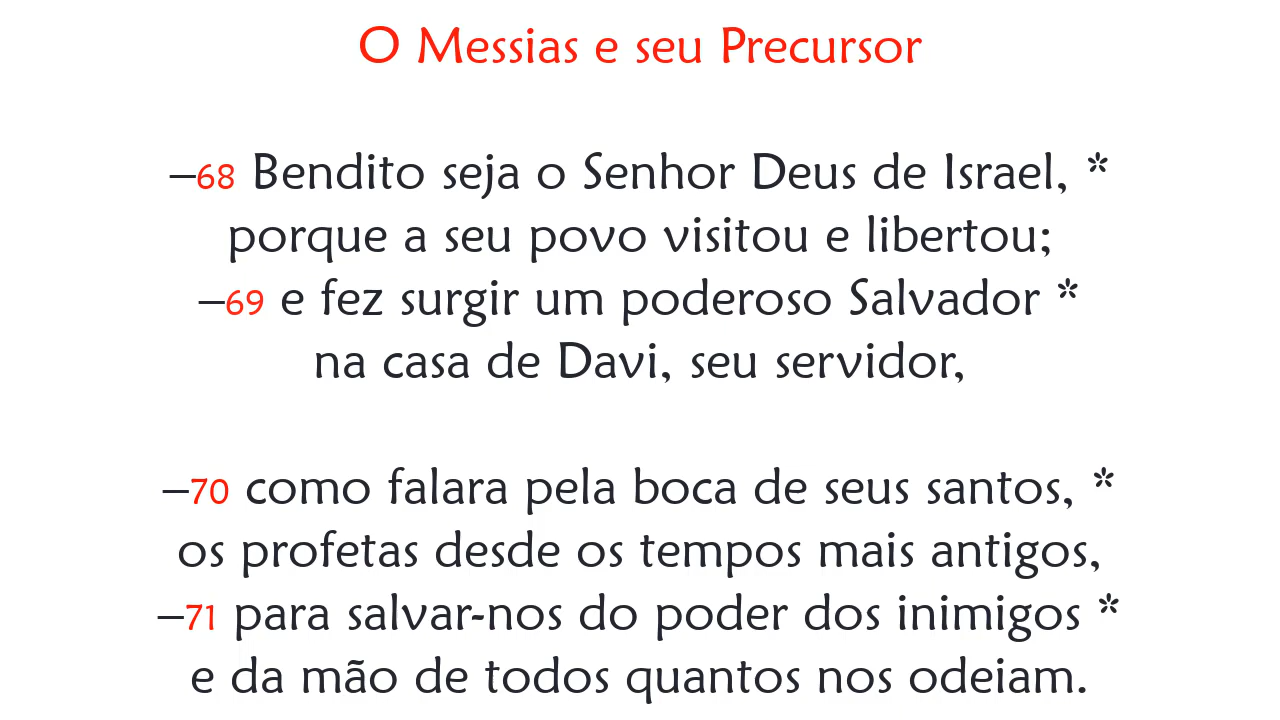 O Messias e seu Precursor
–68 Bendito seja o Senhor Deus de Israel, *
porque a seu povo visitou e libertou;
–69 e fez surgir um poderoso Salvador *
na casa de Davi, seu servidor,
–70 como falara pela boca de seus santos, *
os profetas desde os tempos mais antigos,
–71 para salvar-nos do poder dos inimigos *
e da mão de todos quantos nos odeiam.